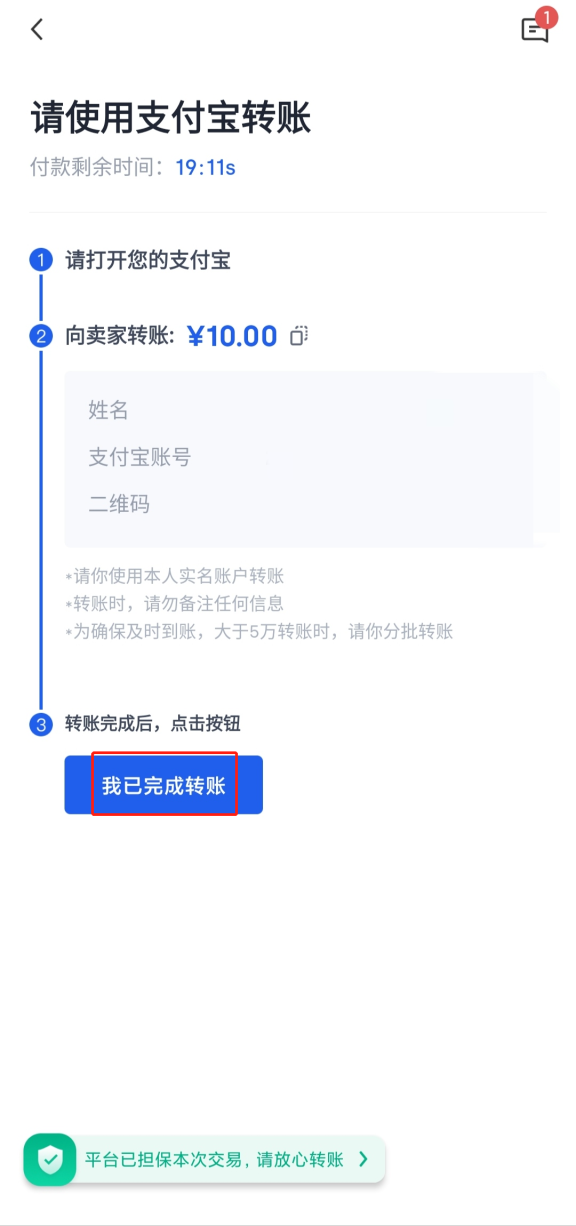 1
请使用支付宝转账
付款剩余时间：19:11s
1 请打开您的支付宝
2 向卖家转账: ¥10.00
姓名
支付宝账号
二维码
*请你使用本人实名账户转账
*转账时，请勿备注任何信息
*为确保及时到账，大于5万转账时，请你分批转账
3 转账完成后，点击按钮
我已完成转账
平台已担保本次交易, 请放心转账